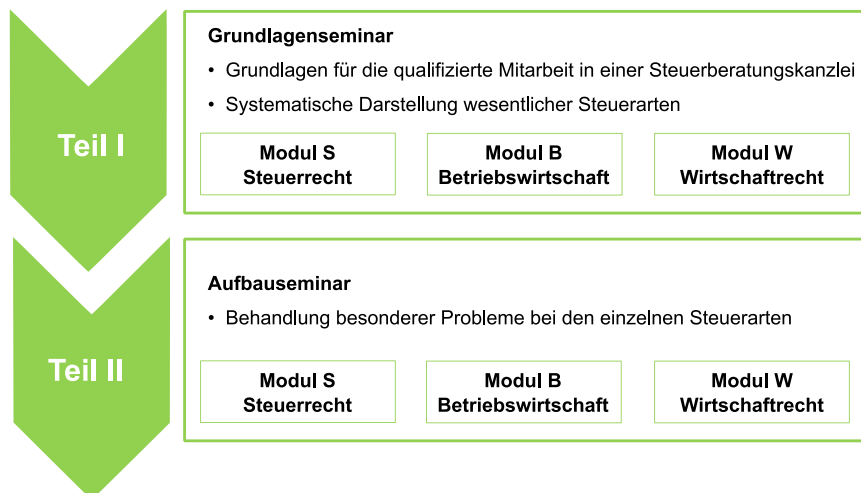 Teil I
Grundlagenseminar
• Grundlagen für die qualifizierte Mitarbeit in einer Steuerberatungskanzlei
• Systematische Darstellung wesentlicher Steuerarten
Modul S
Steuerrecht
Modul B
Betriebswirtschaft
Modul W
Wirtschaftrecht
Teil II
Aufbauseminar
• Behandlung besonderer Probleme bei den einzelnen Steuerarten
Modul S
Steuerrecht
Modul B
Betriebswirtschaft
Modul W
Wirtschaftrecht